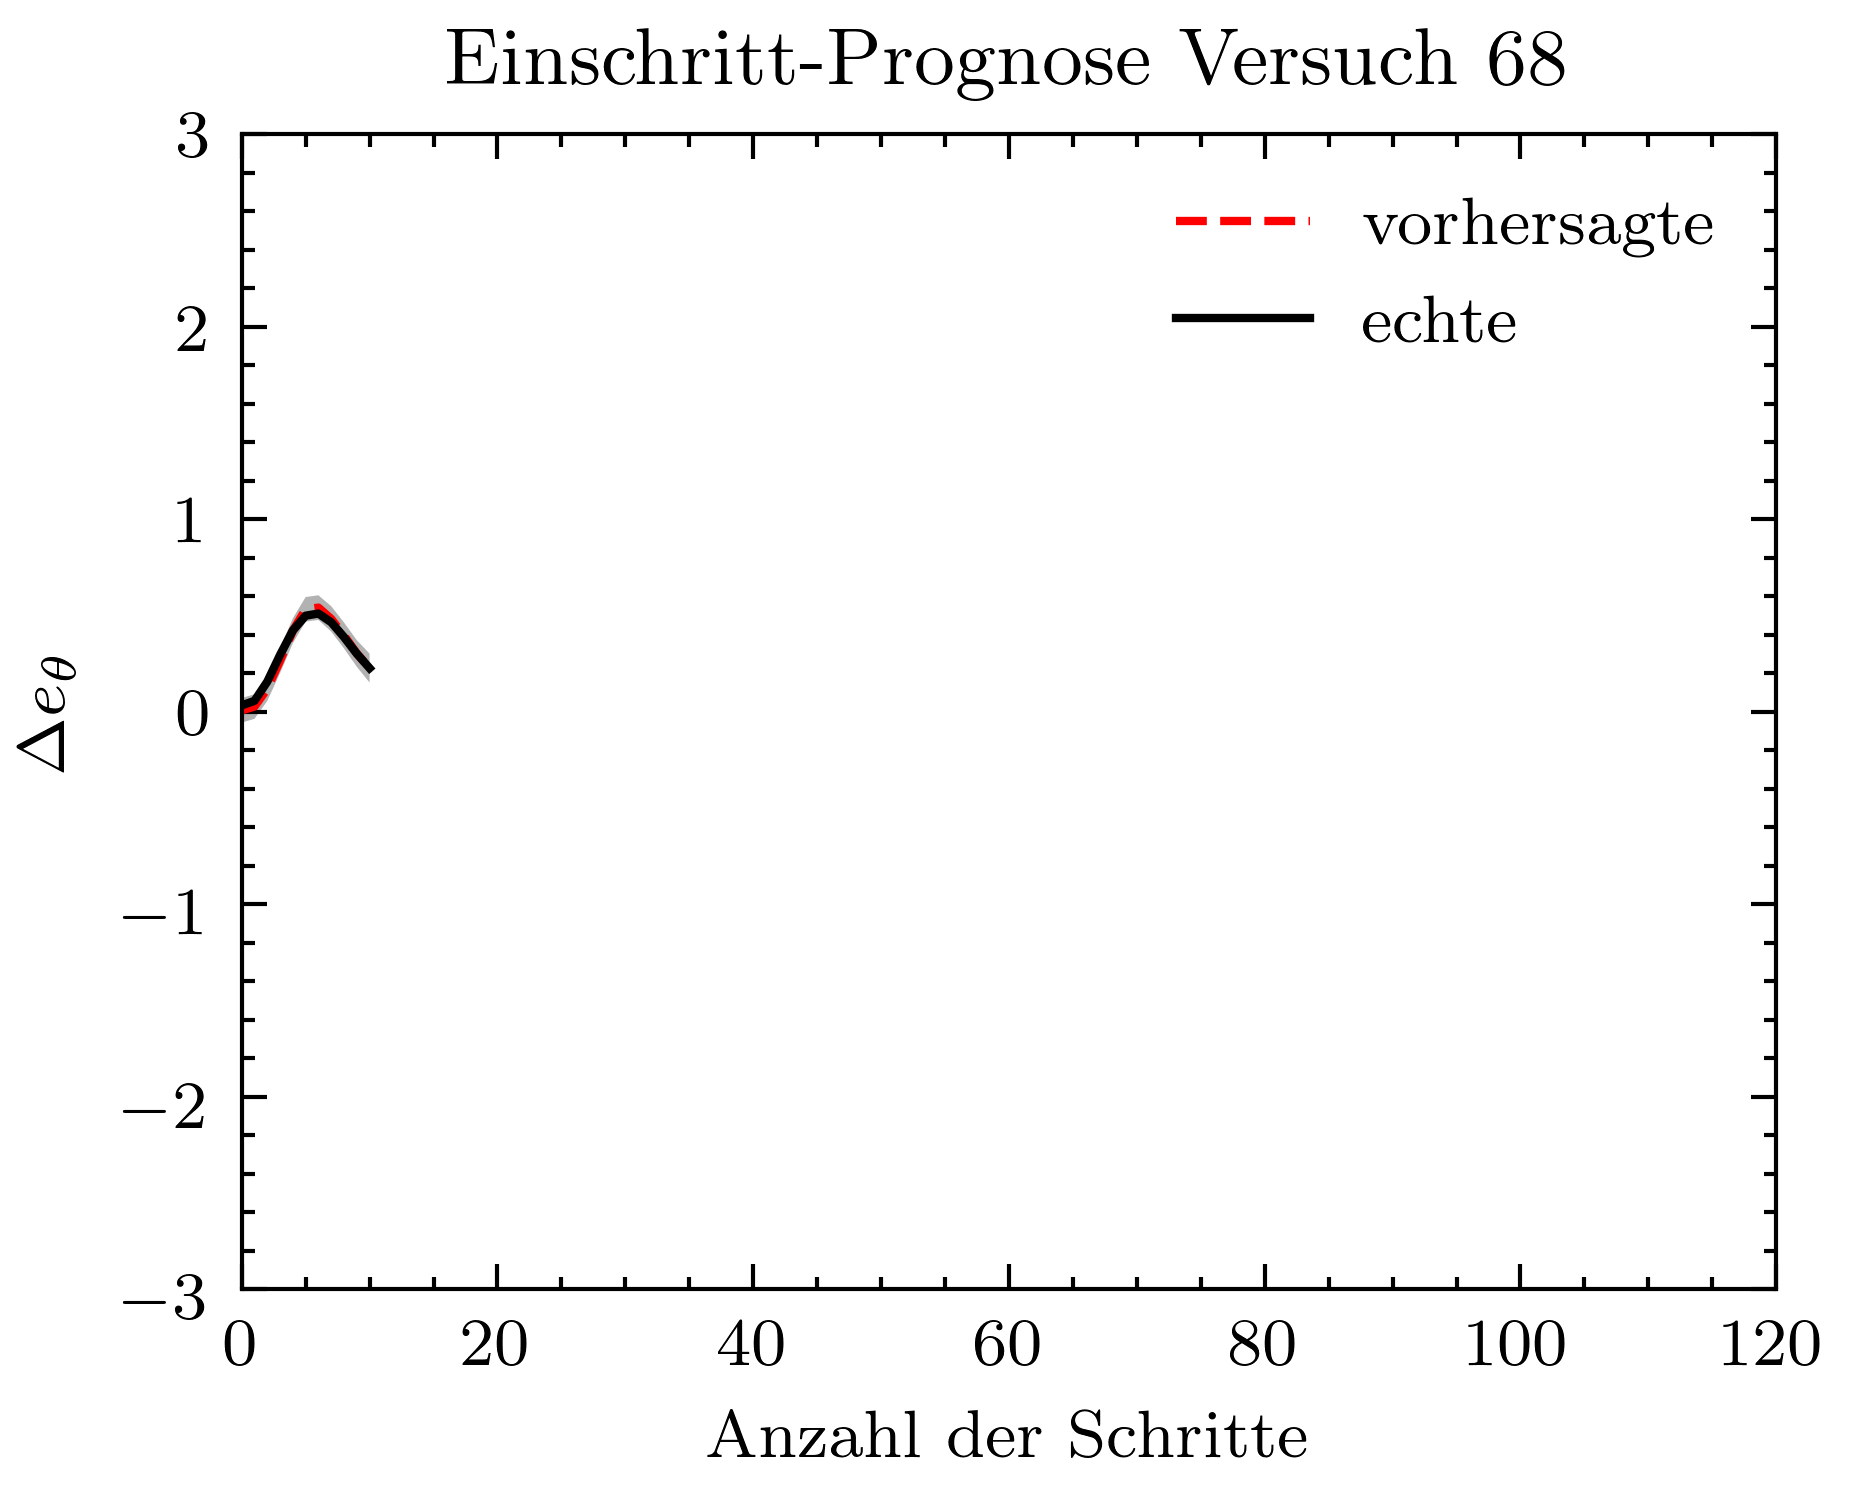 Einschritt-Prognose Versuch 68
3
2
1
0
−1
−2
−3
Δe_θ
vorhersagte
echte
0 20 40 60 80 100 120
Anzahl der Schritte